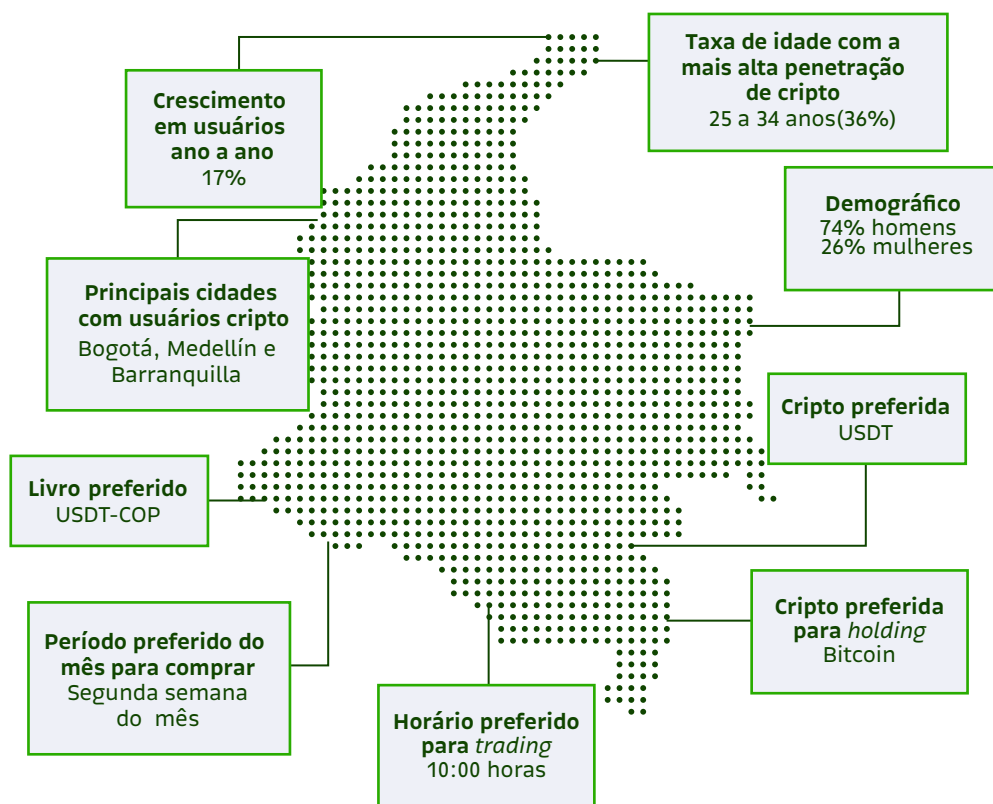 Crescimento
em usuários
ano a ano
17%
Taxa de idade com a
mais alta penetração
de cripto
25 a 34 anos(36%)
Demográfico
74% homens
26% mulheres
Principais cidades
com usuários cripto
Bogotá, Medellín e
Barranquilla
Cripto preferida
USDT
Livro preferido
USDT-COP
Cripto preferida
para holding
Bitcoin
Período preferido do
mês para comprar
Segunda semana
do mês
Horário preferido
para trading
10:00 horas